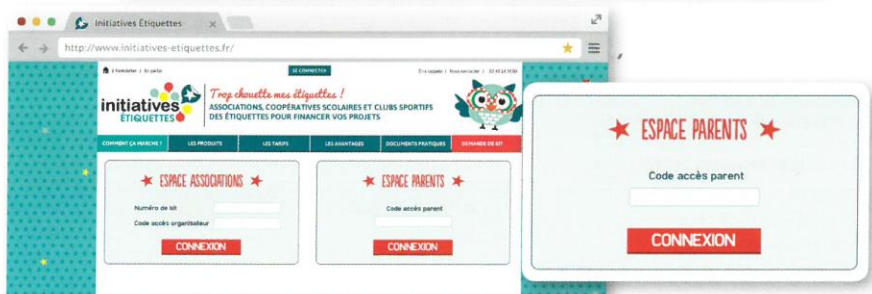 Initiatives Étiquettes
http://www.initiatives-etiquettes.fr/
SE CONNECTER
initiatives
ÉTIQUETTES
Trop chouette mes étiquettes !
ASSOCIATIONS, COOPÉRATIVES SCOLAIRES ET CLUBS SPORTIFS
DES ÉTIQUETTES POUR FINANCER VOS PROJETS
COMMENT ÇA MARCHE ? LES PRODUITS LES TARIFS LES AVANTAGES DOCUMENTS PRATIQUES DEMANDE DE KIT
ESPACE ASSOCIATIONS
Numéro de kit
Code accès organisateur
CONNEXION
ESPACE PARENTS
Code accès parent
CONNEXION
ESPACE PARENTS
Code accès parent
CONNEXION